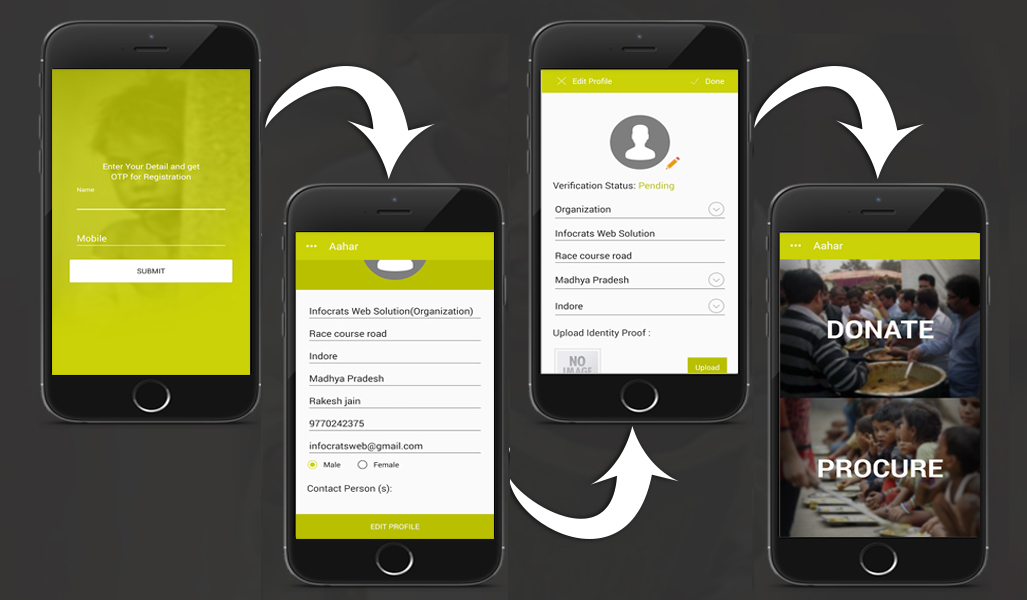 Enter Your Detail and get
OTP for Registration
Name
Mobile
SUBMIT
Aahar
Infocrats Web Solution(Organization)
Race course road
Indore
Madhya Pradesh
Rakesh jain
9770242375
infocratsweb@gmail.com
Male Female
Contact Person (s):
EDIT PROFILE
Edit Profile Done
Verification Status: Pending
Organization
Infocrats Web Solution
Race course road
Madhya Pradesh
Indore
Upload Identity Proof :
NO
IMAGE
Upload
Aahar
DONATE
PROCURE